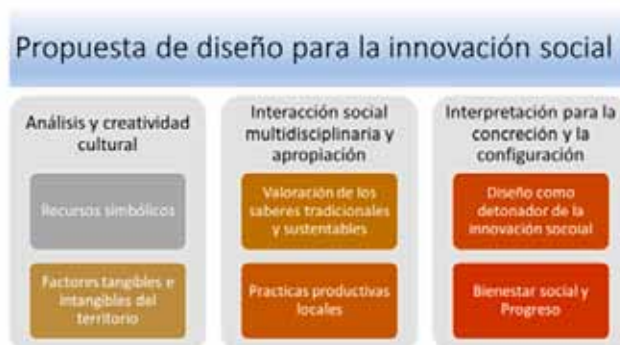 Propuesta de diseño para la innovación social
Análisis y creatividad
cultural
Recursos simbólicos
Factores tangibles e
intangibles del
territorio
Interacción social
multidisciplinaria y
apropiación
Valoración de los
saberes tradicionales
y sustentables
Practicas productivas
locales
Interpretación para la
concreción y la
configuración
Diseño como
detonador de la
innovación socoial
Bienestar social y
Progreso